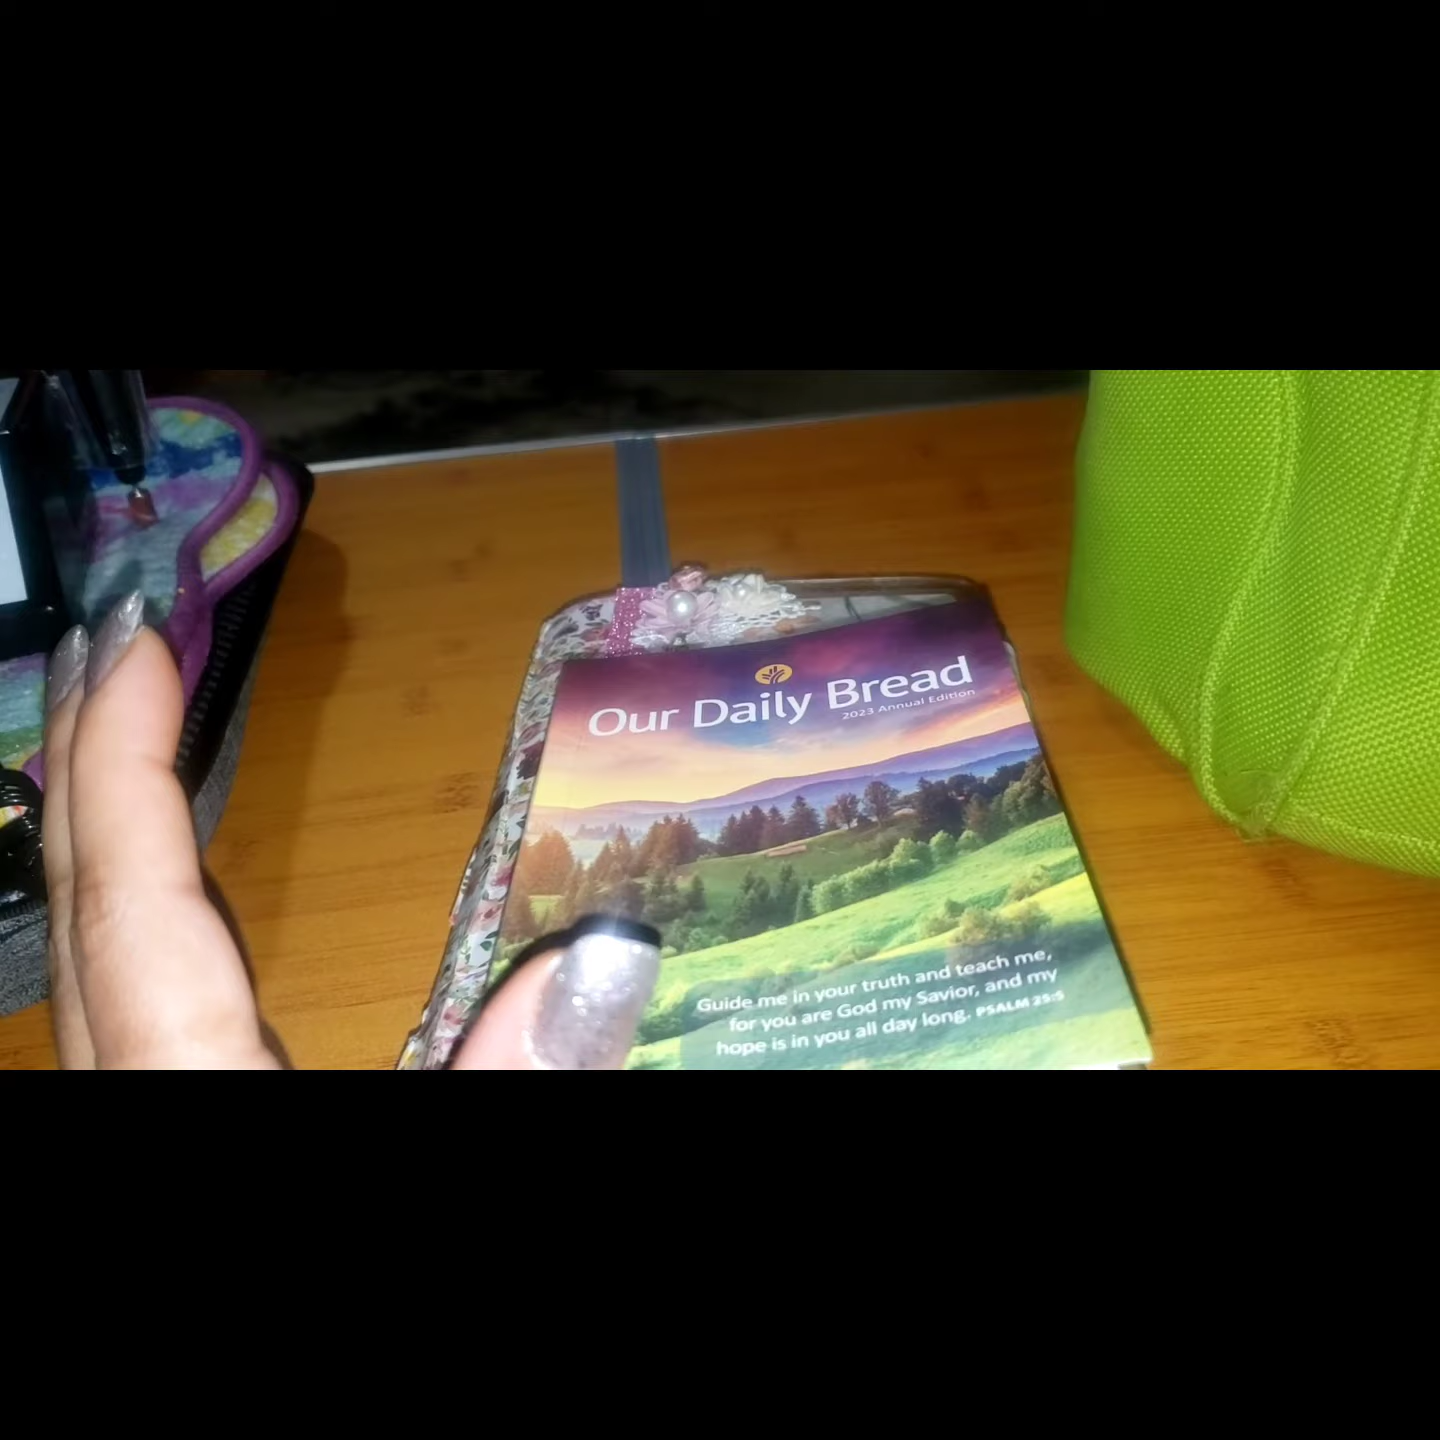 Our Daily Bread
2023 Annual Edition
Guide me in your truth and teach me,
for you are God my Savior, and my
hope is in you all day long. PSALM 25:5